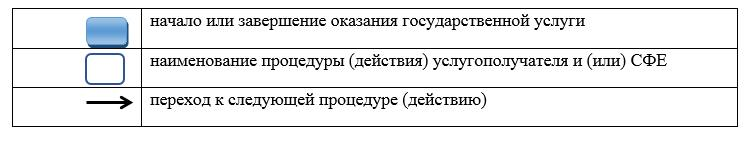 начало или завершение оказания государственной услуги
наименование процедуры (действия) услугополучателя и (или) СФЕ
переход к следующей процедуре (действию)